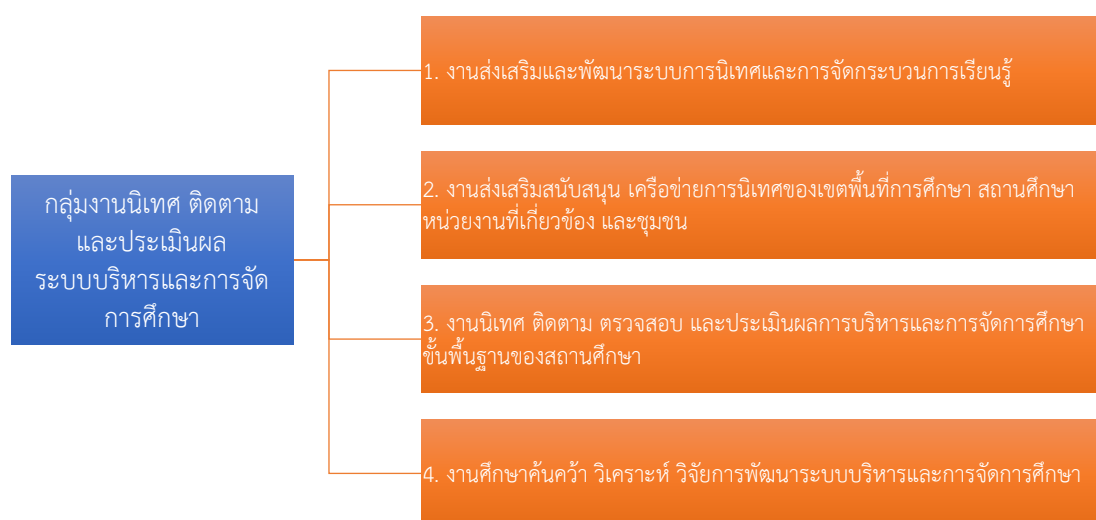 กลุ่มงานนิเทศ ติดตาม
และประเมินผล
ระบบบริหารและการจัด
การศึกษา
1. งานส่งเสริมและพัฒนาระบบการนิเทศและการจัดกระบวนการเรียนรู้
2. งานส่งเสริมสนับสนุน เครือข่ายการนิเทศของเขตพื้นที่การศึกษา สถานศึกษา
หน่วยงานที่เกี่ยวข้อง และชุมชน
3. งานนิเทศ ติดตาม ตรวจสอบ และประเมินผลการบริหารและการจัดการศึกษา
ขั้นพื้นฐานของสถานศึกษา
4. งานศึกษาค้นคว้า วิเคราะห์ วิจัยการพัฒนาระบบบริหารและการจัดการศึกษา